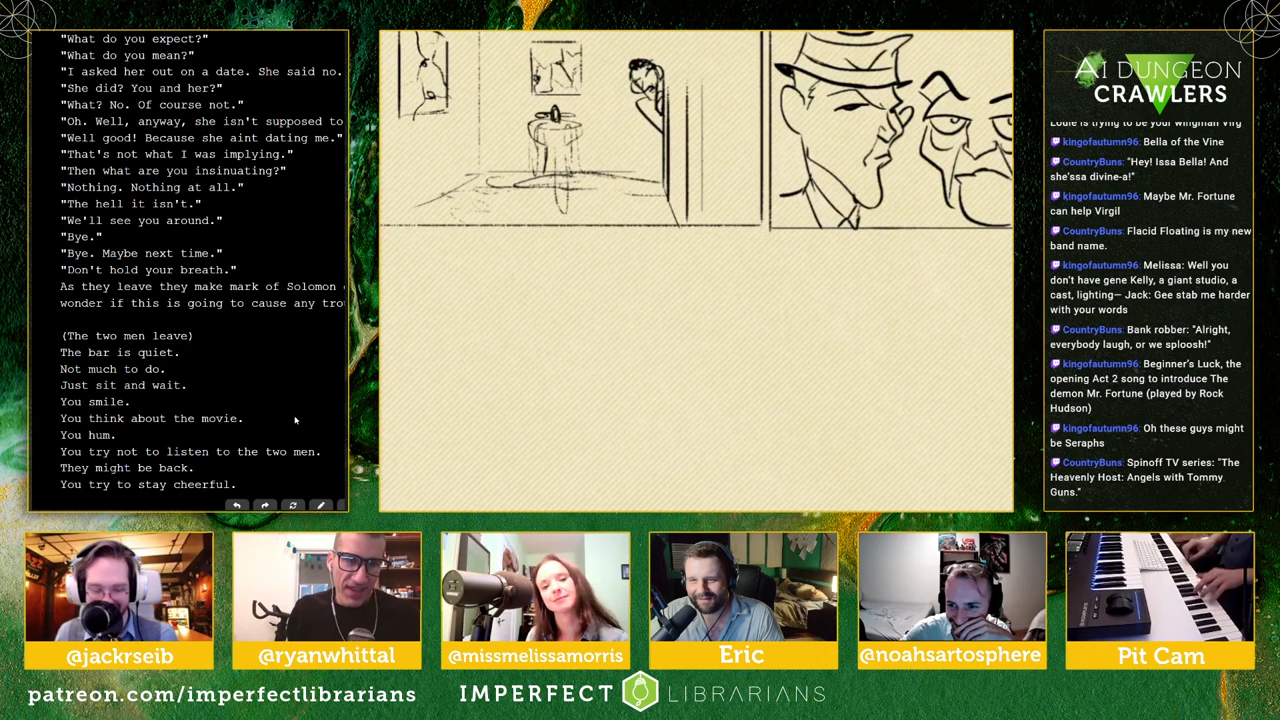 "What do you expect?"
"What do you mean?"
"I asked her out on a date. She said no.
"She did? You and her?"
"What? No. Of course not."
"Oh. Well, anyway, she isn't supposed to
"Well good! Because she aint dating me."
"That's not what I was implying."
"Then what are you insinuating?"
"Nothing. Nothing at all."
"The hell it isn't."
"We'll see you around."
"Bye."
"Bye. Maybe next time."
"Don't hold your breath."
As they leave they make mark of Solomon
wonder if this is going to cause any
(The two men leave)
The bar is quiet.
Not much to do.
Just sit and wait.
You smile.
You think about the movie.
You hum.
You try not to listen to the two men.
They might be back.
You try to stay cheerful.
AI DUNGEON
CRAWLERS
Louie is trying to be your wingman Virg
kingofautumn96: Bella of the Vine
CountryBuns: "Hey! Issa Bella! And
she'ssa divine-a!"
kingofautumn96: Maybe Mr. Fortune
can help Virgil
CountryBuns: Flacid Floating is my new
band name.
kingofautumn96: Melissa: Well you
don't have gene Kelly, a giant studio, a
cast, lighting— Jack: Gee stab me harder
with your words
CountryBuns: Bank robber: "Alright,
everybody laugh, or we sploosh!"
kingofautumn96: Beginner's Luck, the
opening Act 2 song to introduce The
demon Mr. Fortune (played by Rock
Hudson)
kingofautumn96: Oh these guys might
be Seraphs
CountryBuns: Spinoff TV series: "The
Heavenly Host: Angels with Tommy
Guns."
@jackrseib
@ryanwhittal
@missmelissamorris
Eric
@noahsartosphere
Pit Cam
patreon.com/imperfectlibrarians
IMPERFECT LIBRARIANS